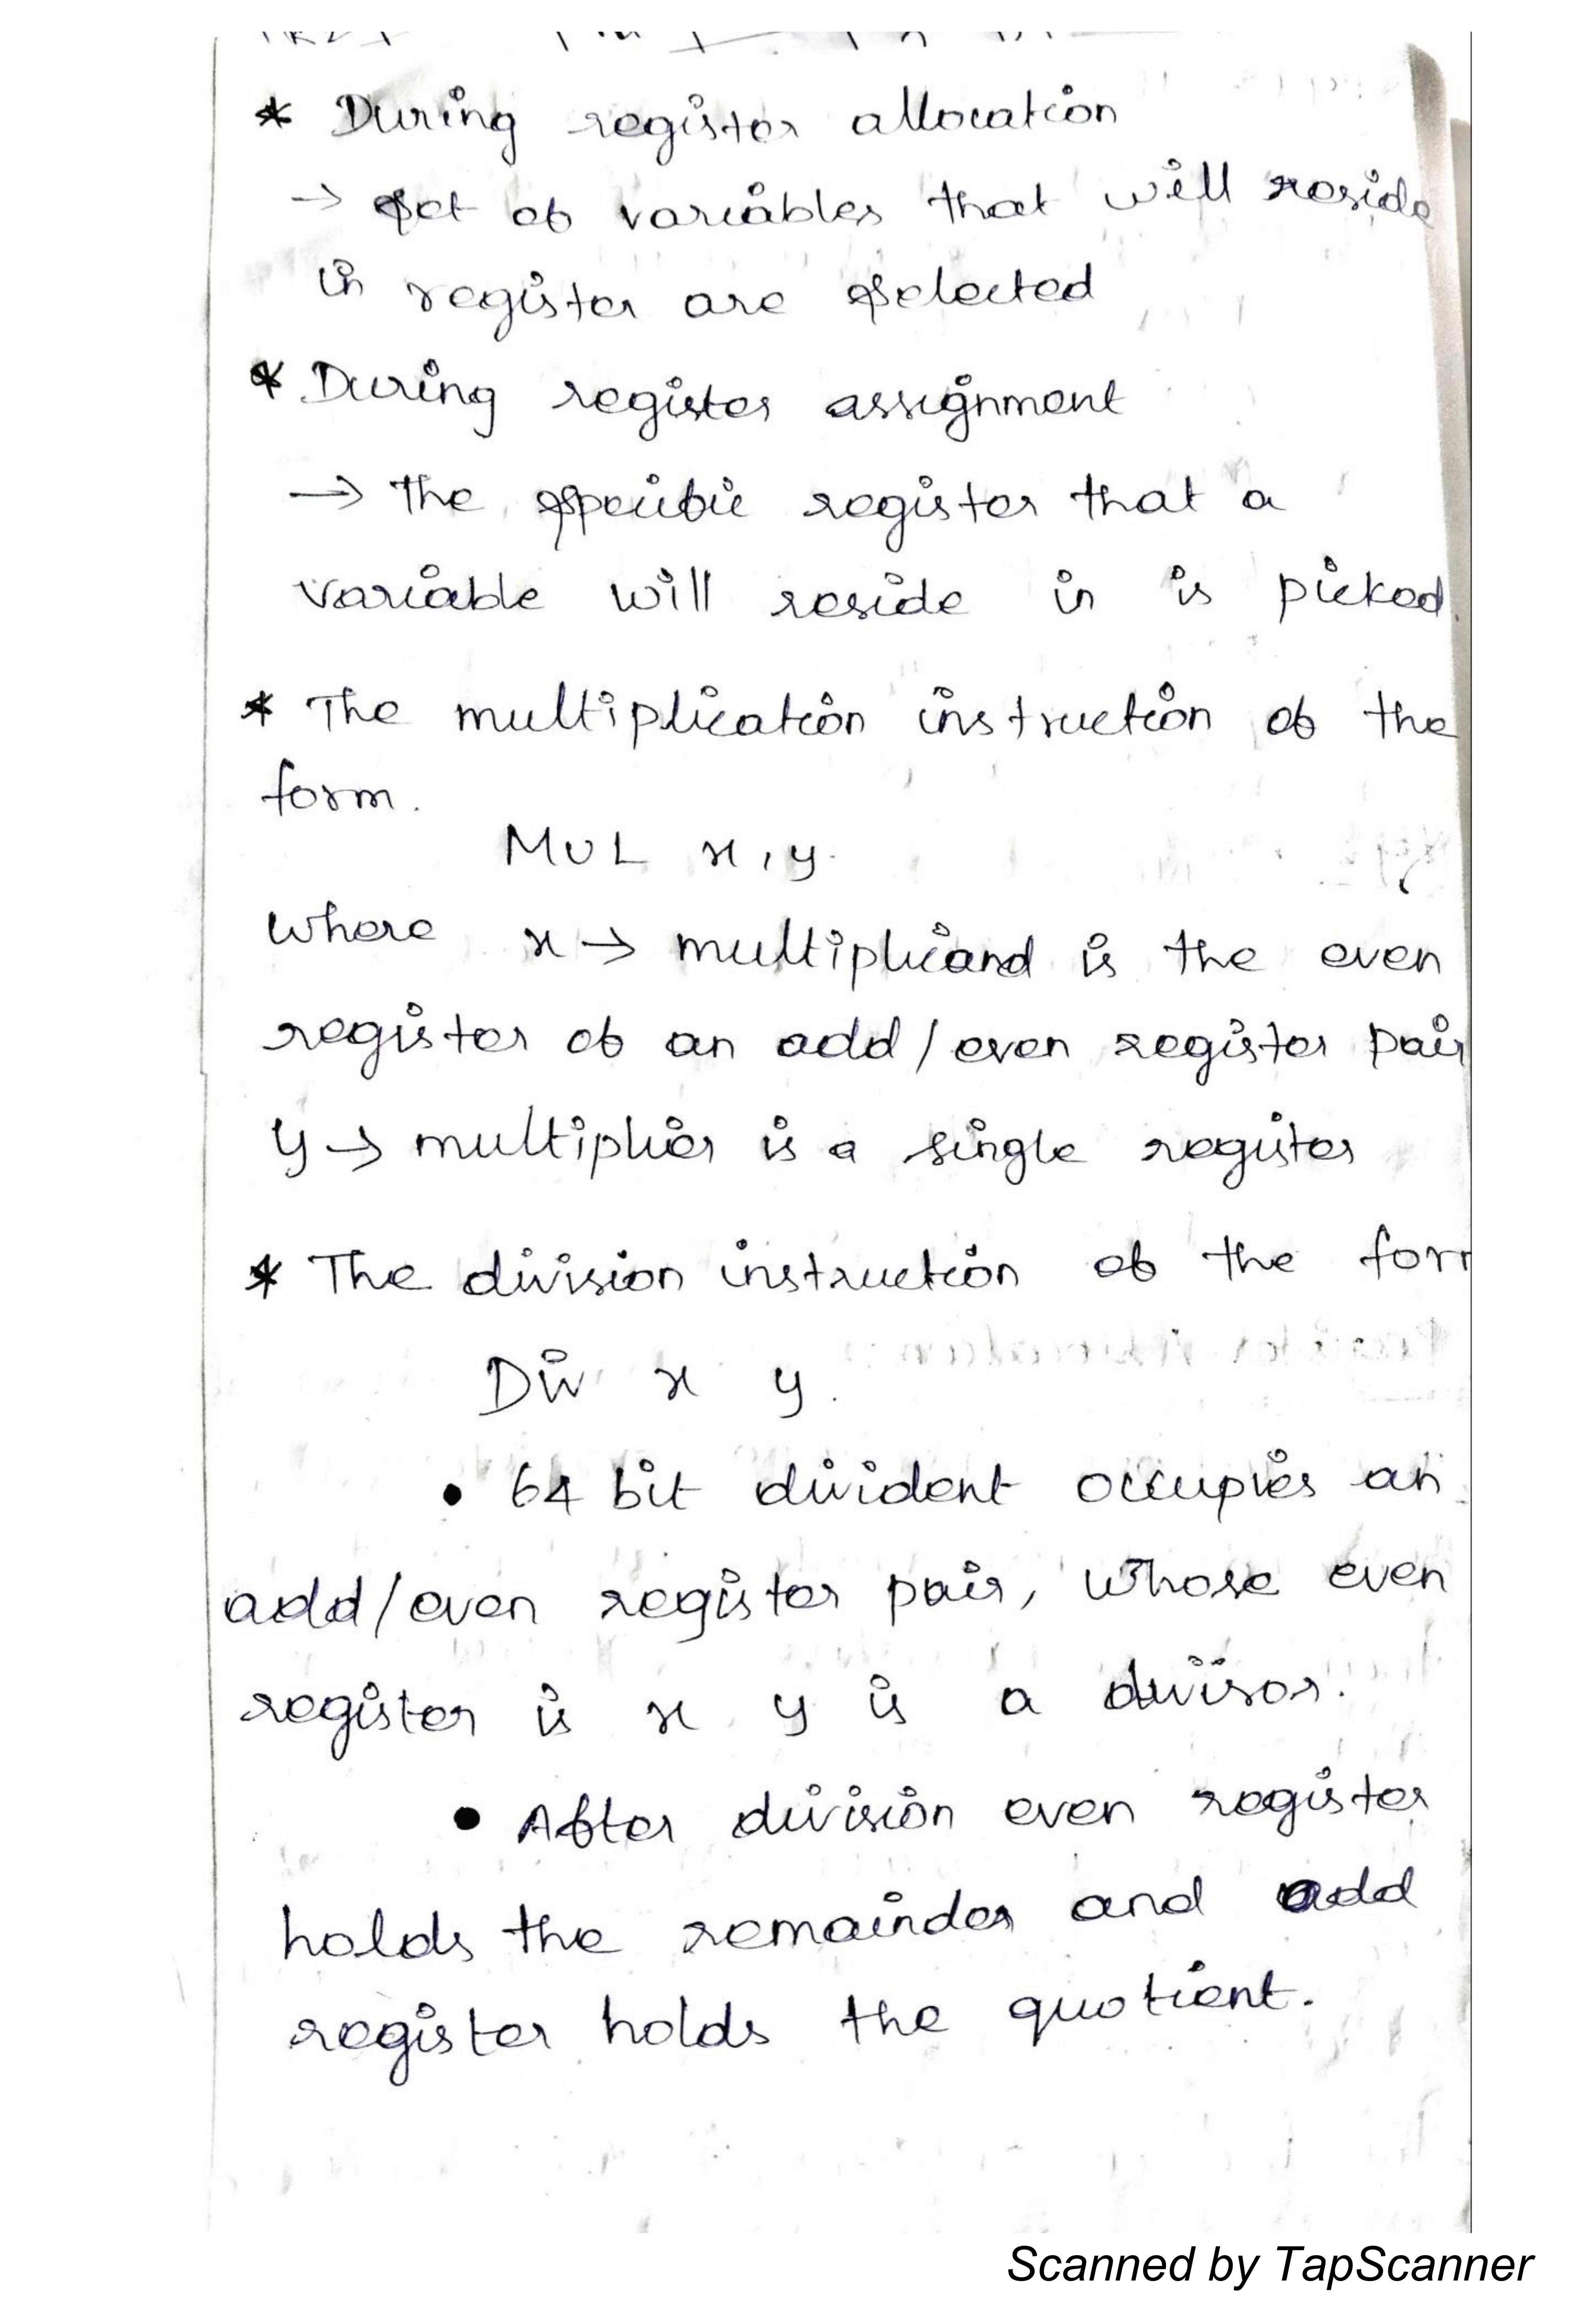 * During register allocation
→ set of variables that will reside
in register are selected
* During register assignment
→ the specific register that a
variable will reside in is picked.
* The multiplication instruction of the
form.
MUL x, y.
where x → multiplicand is the even
register of an add/even register pair
y → multiplier is a single register
* The division instruction of the form
Div x y.
• 64 bit divident occupies an
add/even register pair, whose even
register is x y is a divisor.
• After division even register
holds the remainder and odd
register holds the quotient.
Scanned by TapScanner